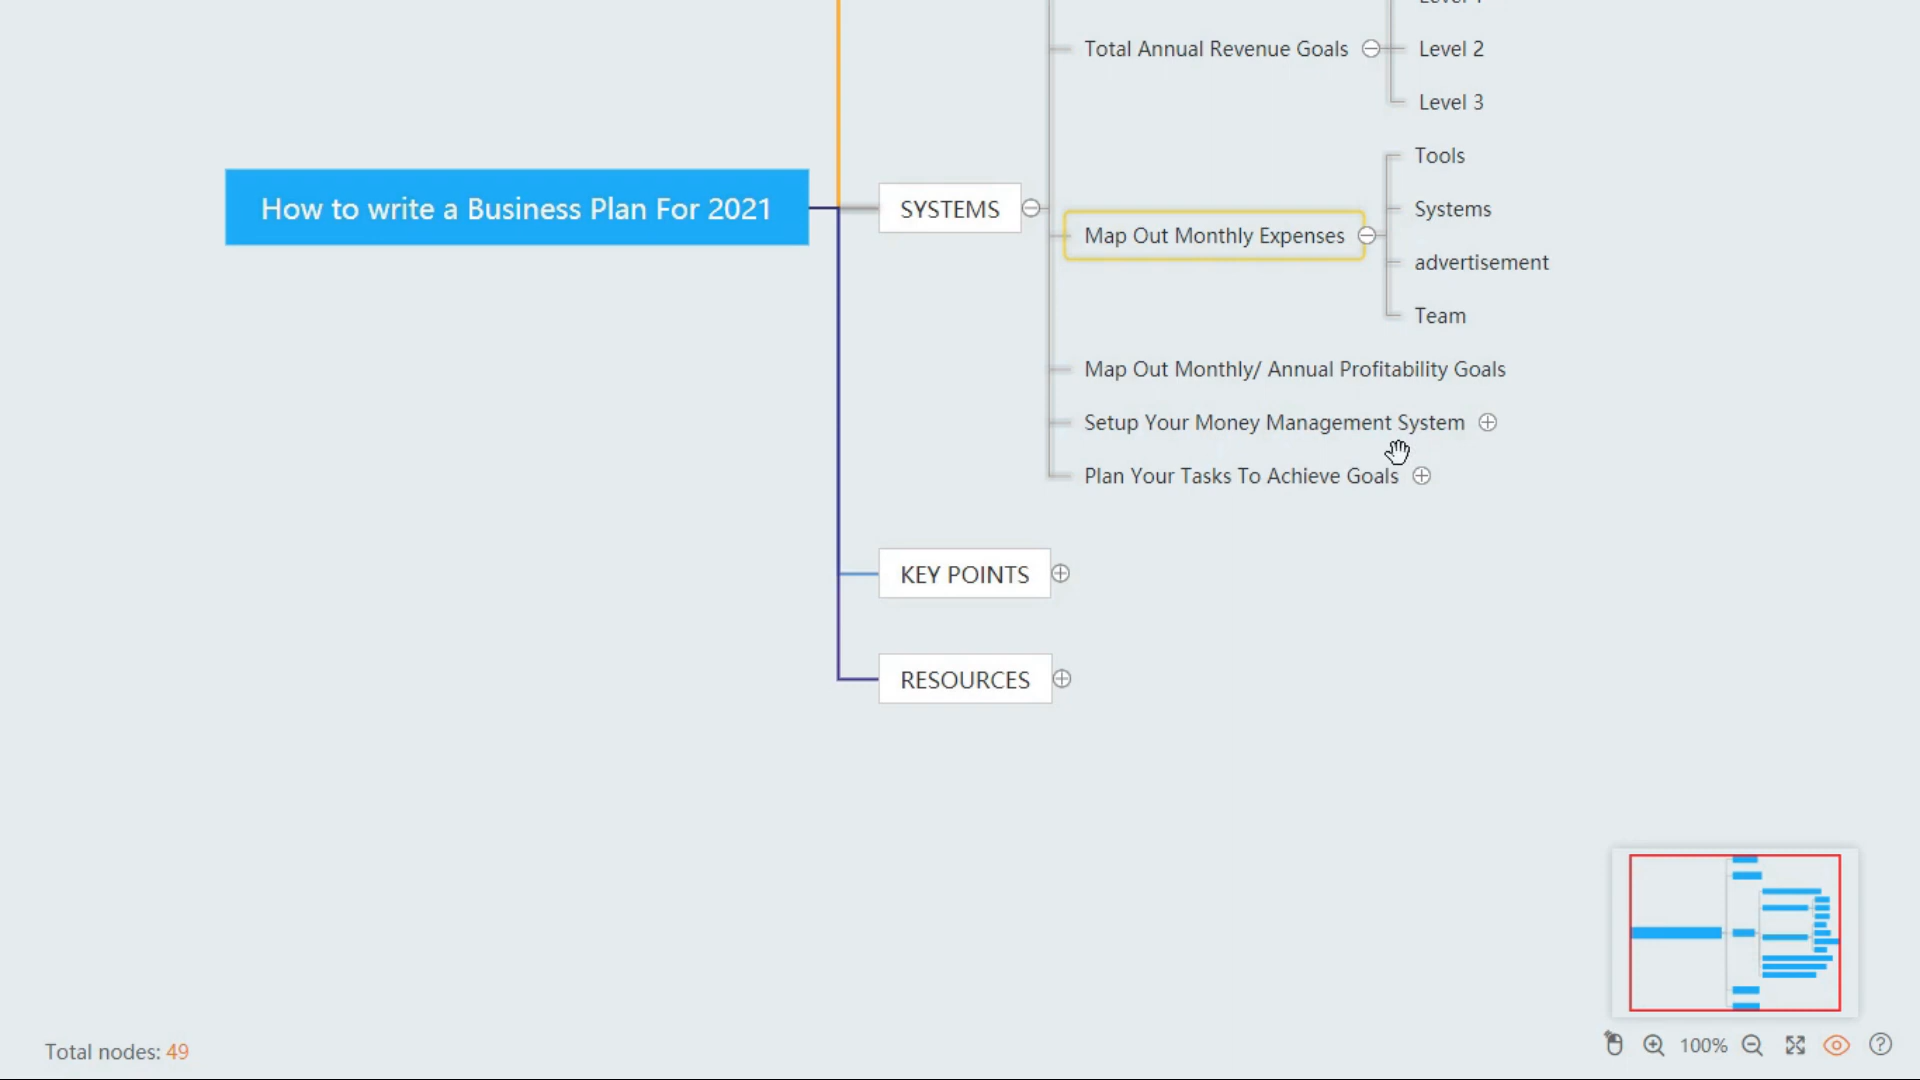 Total Annual Revenue Goals
Level 2
Level 3
How to write a Business Plan For 2021
SYSTEMS
Map Out Monthly Expenses
Tools
Systems
advertisement
Team
Map Out Monthly/ Annual Profitability Goals
Setup Your Money Management System
Plan Your Tasks To Achieve Goals
KEY POINTS
RESOURCES
Total nodes: 49
100%